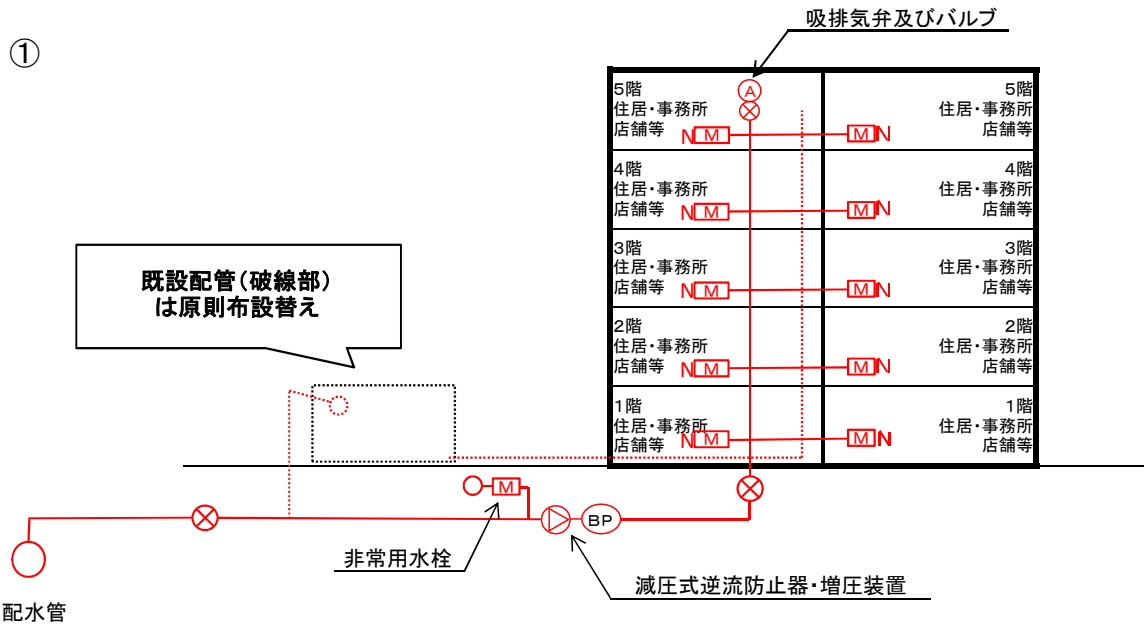 ①
吸排気弁及びバルブ
A
5階
住居・事務所
店舗等
N M
M N
5階
住居・事務所
店舗等
4階
住居・事務所
店舗等
N M
M N
4階
住居・事務所
店舗等
3階
住居・事務所
店舗等
N M
M N
3階
住居・事務所
店舗等
2階
住居・事務所
店舗等
N M
M N
2階
住居・事務所
店舗等
1階
住居・事務所
店舗等
N M
M N
1階
住居・事務所
店舗等
既設配管（破線部）
は原則布設替え
M
BP
非常用水栓
減圧式逆流防止器・増圧装置
配水管